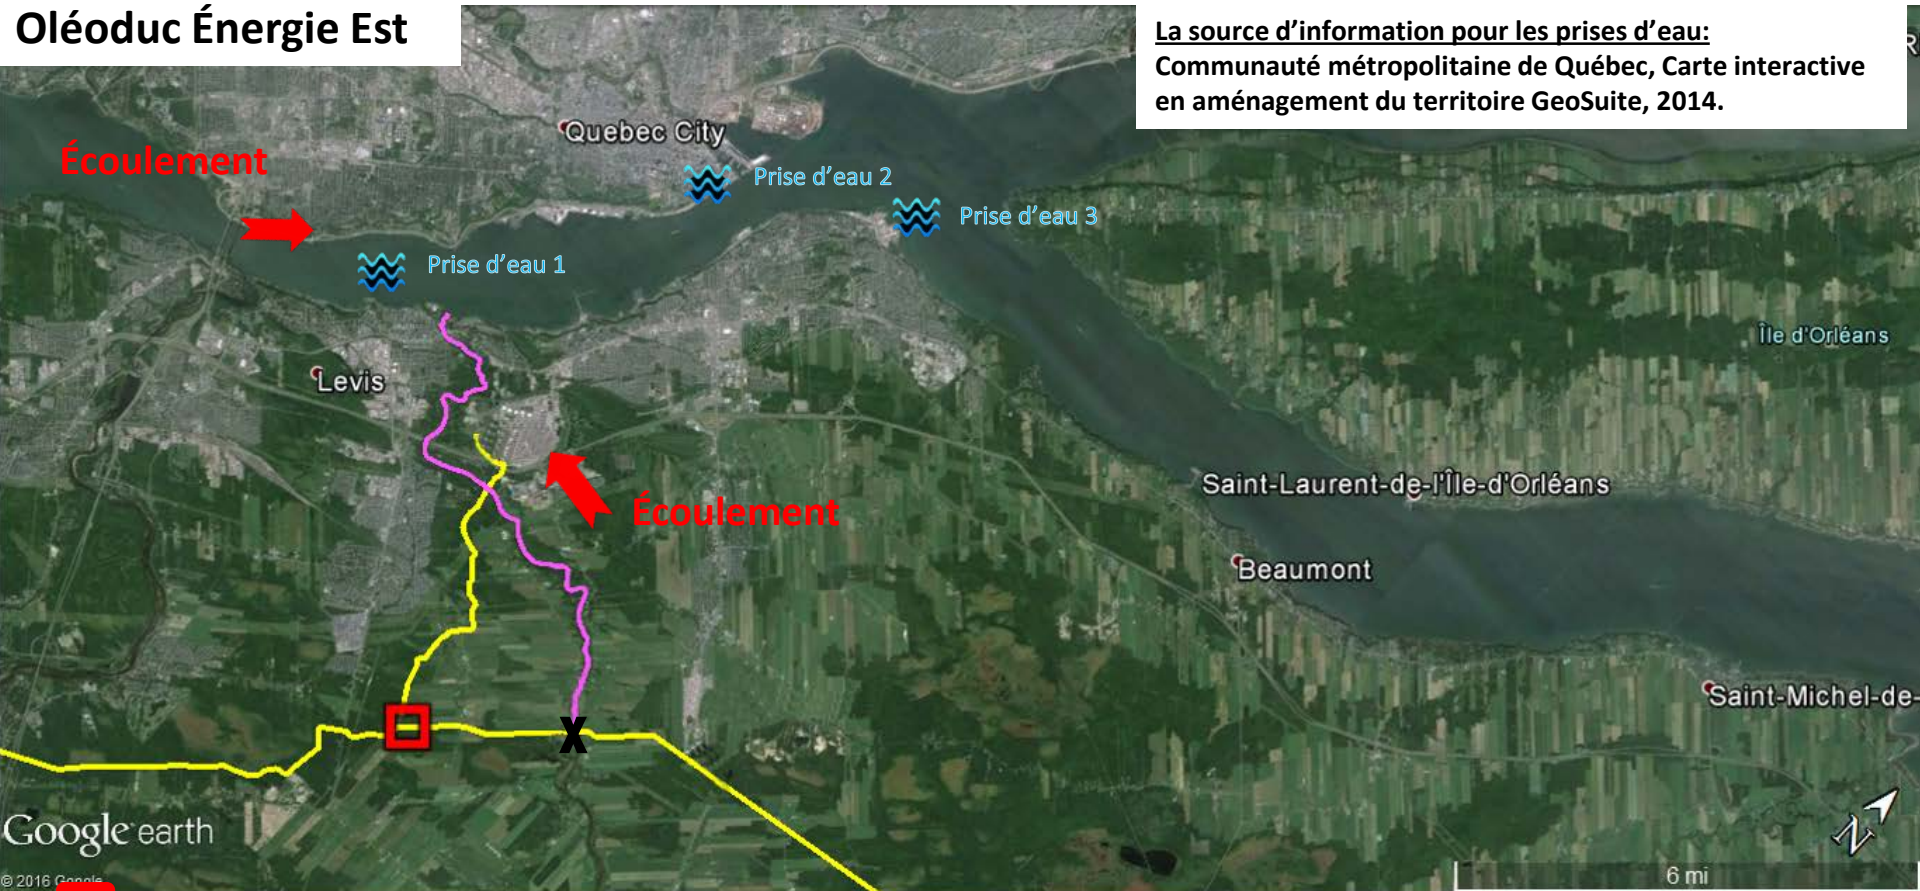 Oléoduc Énergie Est
La source d’information pour les prises d’eau:
Communauté métropolitaine de Québec, Carte interactive
en aménagement du territoire GeoSuite, 2014.
R
Quebec City
Écoulement
Prise d’eau 2
Prise d’eau 3
Prise d’eau 1
Île d'Orléans
Levis
Saint-Laurent-de-l'Île-d'Orléans
Écoulement
Beaumont
Saint-Michel-de-
X
Google earth
N
6 mi
© 2016 Google